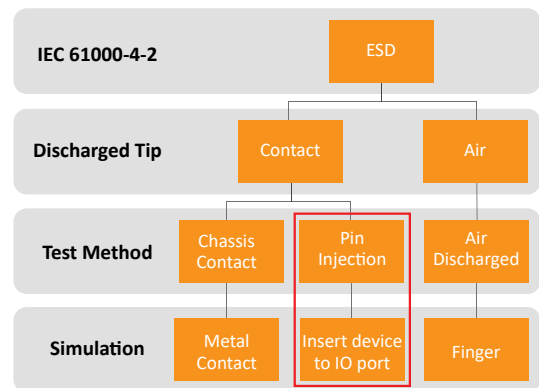 IEC 61000-4-2
ESD
Discharged Tip
Contact
Air
Test Method
Chassis
Contact
Pin
Injection
Air
Discharged
Simulation
Metal
Contact
Insert device
to IO port
Finger